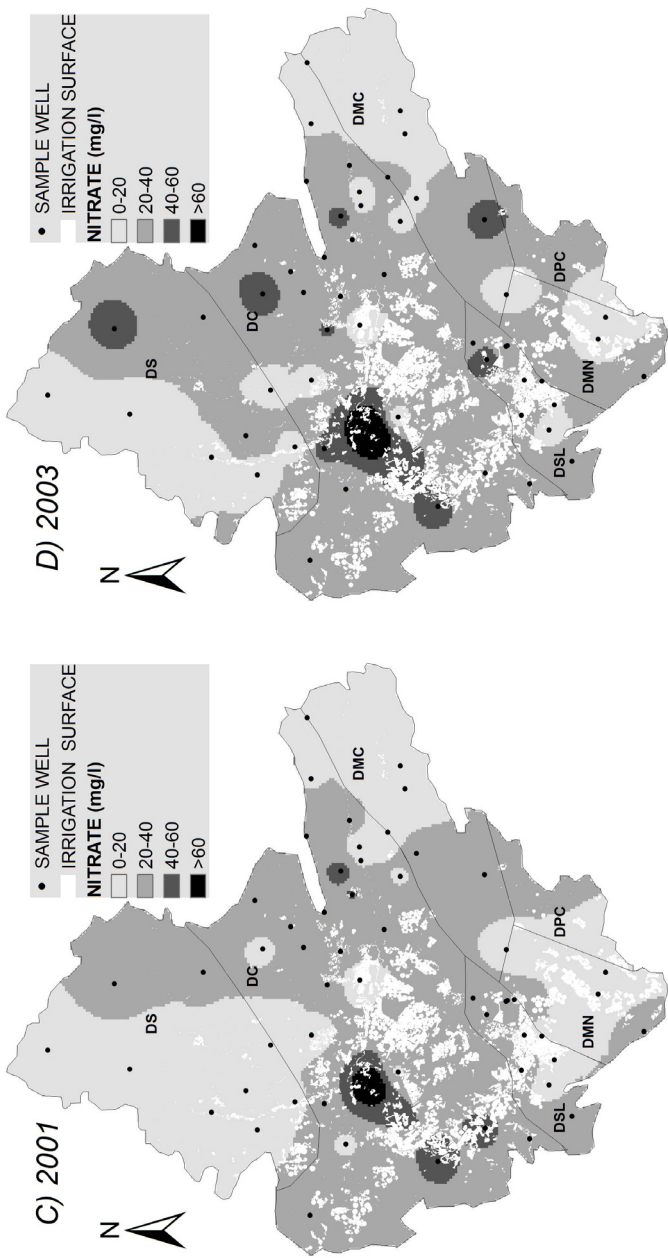 C) 2001
N
SAMPLE WELL
IRRIGATION SURFACE
NITRATE (mg/l)
0-20
20-40
40-60
>60
DS
DC
DMC
DPC
DMN
DSL
D) 2003
N
SAMPLE WELL
IRRIGATION SURFACE
NITRATE (mg/l)
0-20
20-40
40-60
>60
DS
DC
DMC
DPC
DMN
DSL